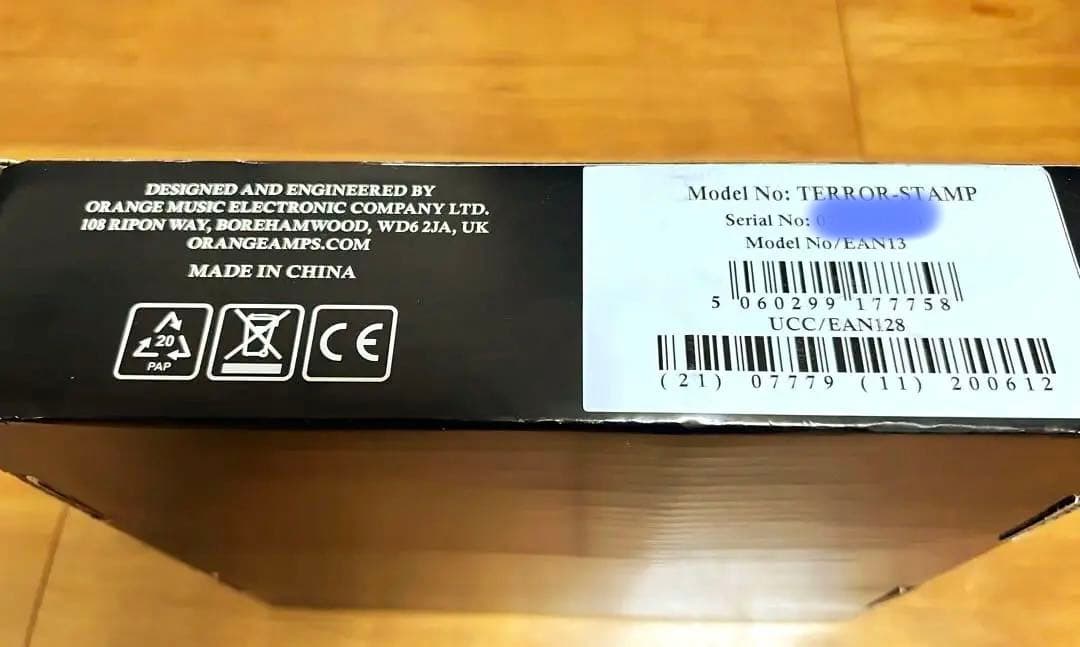 DESIGNED AND ENGINEERED BY
ORANGE MUSIC ELECTRONIC COMPANY LTD.
108 RIPON WAY, BOREHAMWOOD, WD6 2JA, UK
ORANGEAMPS.COM
MADE IN CHINA
20
PAP
CE
Model No: TERROR-STAMP
Serial No:
Model No/EAN13
5 060299 177758
UCC/EAN128
(21) 07779 (11) 200612